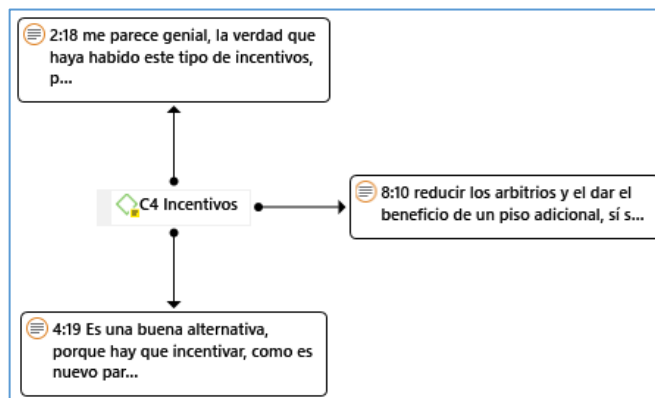 2:18 me parece genial, la verdad que
haya habido este tipo de incentivos,
p...
C4 Incentivos
8:10 reducir los arbitrios y el dar el
beneficio de un piso adicional, sí s...
4:19 Es una buena alternativa,
porque hay que incentivar, como es
nuevo par...